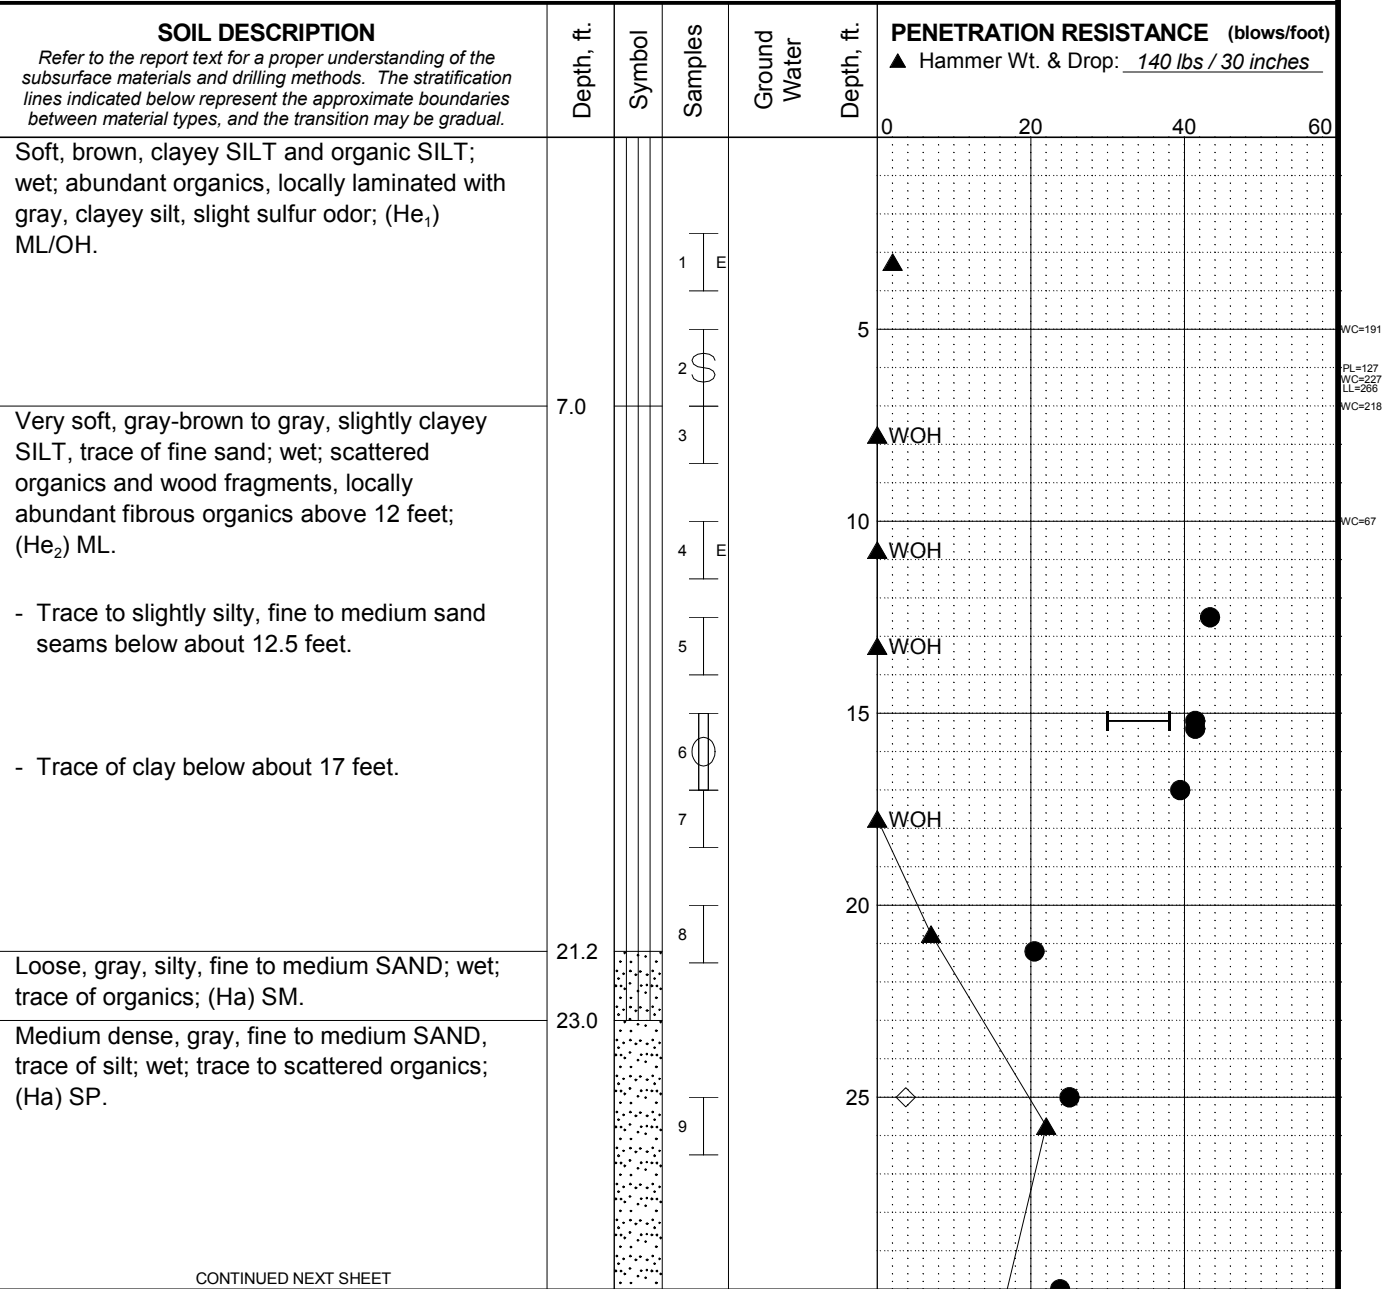 SOIL DESCRIPTION
Refer to the report text for a proper understanding of the
subsurface materials and drilling methods. The stratification
lines indicated below represent the approximate boundaries
between material types, and the transition may be gradual.
Depth, ft.
Symbol
Samples
Ground
Water
Depth, ft.
PENETRATION RESISTANCE (blows/foot)
▲ Hammer Wt. & Drop: 140 lbs / 30 inches
0 20 40 60
Soft, brown, clayey SILT and organic SILT;
wet; abundant organics, locally laminated with
gray, clayey silt, slight sulfur odor; (He₁)
ML/OH.
1 E
5
WC=191
2 S
PL=127
WC=227
LL=266
7.0
WC=218
Very soft, gray-brown to gray, slightly clayey
SILT, trace of fine sand; wet; scattered
organics and wood fragments, locally
abundant fibrous organics above 12 feet;
(He₂) ML.
3
WOH
10
WC=67
4 E
WOH
- Trace to slightly silty, fine to medium sand
seams below about 12.5 feet.
5
WOH
15
6
- Trace of clay below about 17 feet.
7
WOH
20
8
21.2
Loose, gray, silty, fine to medium SAND; wet;
trace of organics; (Ha) SM.
23.0
Medium dense, gray, fine to medium SAND,
trace of silt; wet; trace to scattered organics;
(Ha) SP.
25
9
CONTINUED NEXT SHEET